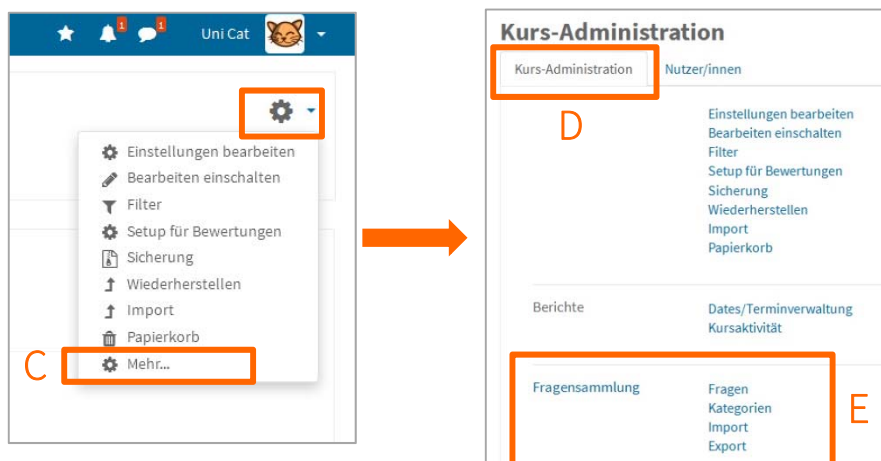 1 1
Uni Cat
Einstellungen bearbeiten
Bearbeiten einschalten
Filter
Setup für Bewertungen
Sicherung
Wiederherstellen
Import
Papierkorb
C
Mehr...
Kurs-Administration
Kurs-Administration Nutzer/innen
D
Einstellungen bearbeiten
Bearbeiten einschalten
Filter
Setup für Bewertungen
Sicherung
Wiederherstellen
Import
Papierkorb
Berichte
Dates/Terminverwaltung
Kursaktivität
Fragensammlung
Fragen
Kategorien
Import
Export
E